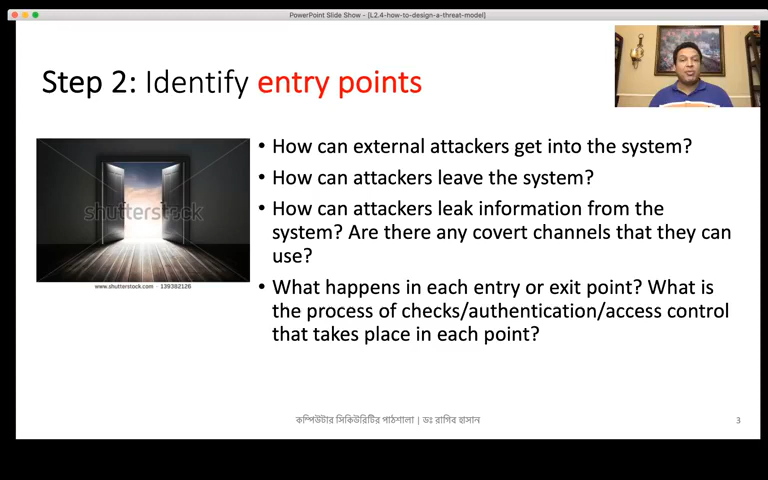 PowerPoint Slide Show - [L2.4-how-to-design-a-threat-model]
Step 2: Identify entry points
• How can external attackers get into the system?
• How can attackers leave the system?
• How can attackers leak information from the
system? Are there any covert channels that they can
use?
• What happens in each entry or exit point? What is
the process of checks/authentication/access control
that takes place in each point?
shutterstock
www.shutterstock.com · 139382126
কম্পিউটার সিকিউরিটির পাঠশালা | ডঃ রাগিব হাসান
3